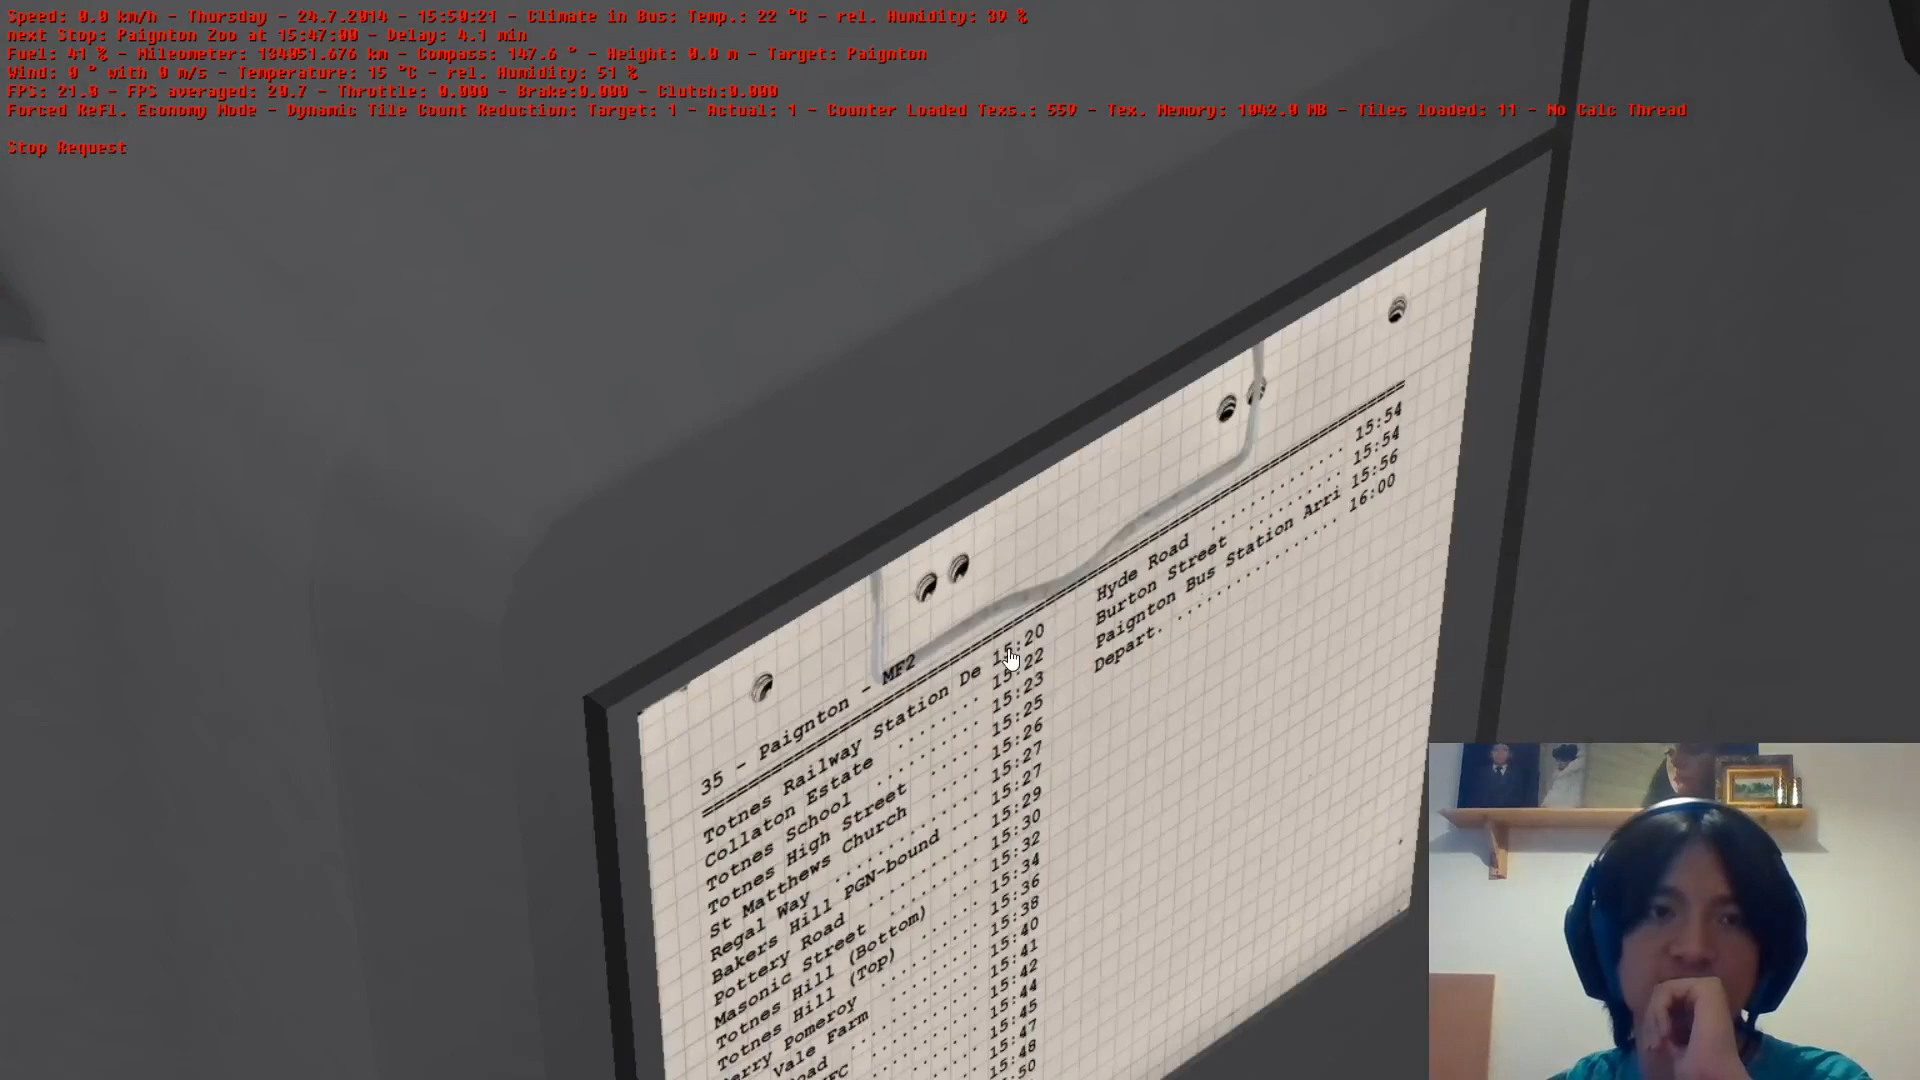 Speed: 0.0 km/h - Thursday - 24.7.2014 - 15:50:21 - Climate in Bus: Temp.: 22 °C - rel. Humidity: 39 %
next Stop: Paignton Zoo at 15:47:00 - Delay: 4.1 min
Fuel: 41 % - Mileometer: 134051.676 km - Compass: 147.6 ° - Height: 0.0 m - Target: Paignton
Wind: 0 ° with 0 m/s - Temperature: 15 °C - rel. Humidity: 51 %
FPS: 21.0 - FPS averaged: 20.7 - Throttle: 0.000 - Brake:0.000 - Clutch:0.000
Forced Refl. Economy Mode - Dynamic Tile Count Reduction: Target: 1 - Actual: 1 - Counter Loaded Texs.: 559 - Tex. Memory: 1042.0 MB - Tiles loaded: 11 - No Calc Thread
Stop Request
35 - Paignton - MF2
Totnes Railway Station De 15:20
Collaton Estate ....... 15:22
Totnes School ......... 15:23
Totnes High Street .... 15:25
St Matthews Church .... 15:26
Regal Way ............. 15:27
Bakers Hill PGN-bound . 15:27
Pottery Road .......... 15:29
Masonic Street ........ 15:30
Totnes Hill (Bottom) .. 15:32
Totnes Hill (Top) ..... 15:34
erry Pomeroy .......... 15:36
Vale Farm ............. 15:38
oad ................... 15:40
FC .................... 15:41
15:42
15:44
15:45
15:47
15:48
:50
Hyde Road ............. 15:54
Burton Street ......... 15:54
Paignton Bus Station Arri 15:56
Depart. ............... 16:00